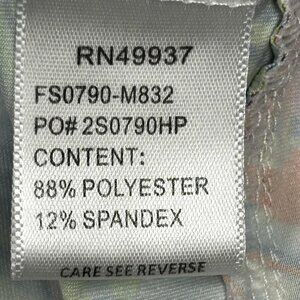 RN49937
FS0790-M832
PO# 2S0790HP
CONTENT:
88% POLYESTER
12% SPANDEX
CARE SEE REVERSE